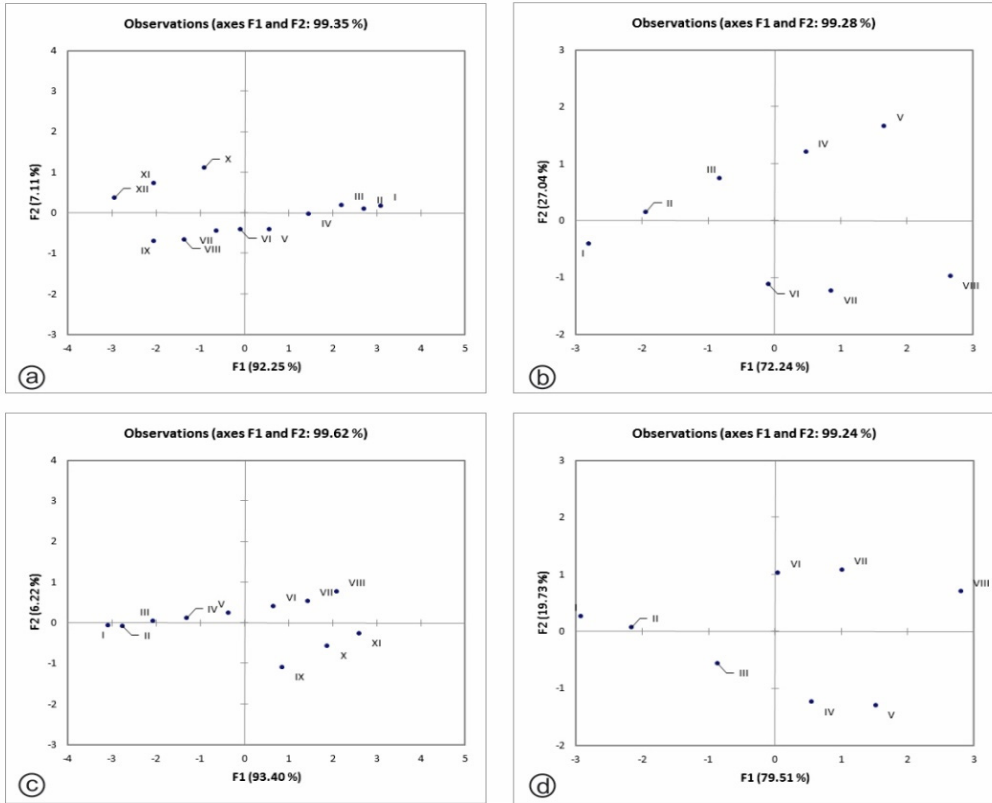 Observations (axes F1 and F2: 99.35 %)
4
3
2
1
0
-1
-2
-3
-4 -3 -2 -1 0 1 2 3 4 5
F2 (7.11 %)
F1 (92.25 %)
X
XI
XII
I
II
III
IV
V
VI
VII
VIII
IX
a
Observations (axes F1 and F2: 99.28 %)
3
2
1
0
-1
-2
-3 -2 -1 0 1 2 3
F2 (27.04 %)
F1 (72.24 %)
V
IV
III
II
I
VI
VII
VIII
b
Observations (axes F1 and F2: 99.62 %)
4
3
2
1
0
-1
-2
-3
-4 -3 -2 -1 0 1 2 3 4 5
F2 (6.22 %)
F1 (93.40 %)
VIII
VII
VI
V
IV
III
II
I
XI
X
IX
c
Observations (axes F1 and F2: 99.24 %)
3
2
1
0
-1
-2
-3 -2 -1 0 1 2 3
F2 (19.73 %)
F1 (79.51 %)
VI
VII
VIII
I
II
III
IV
V
d